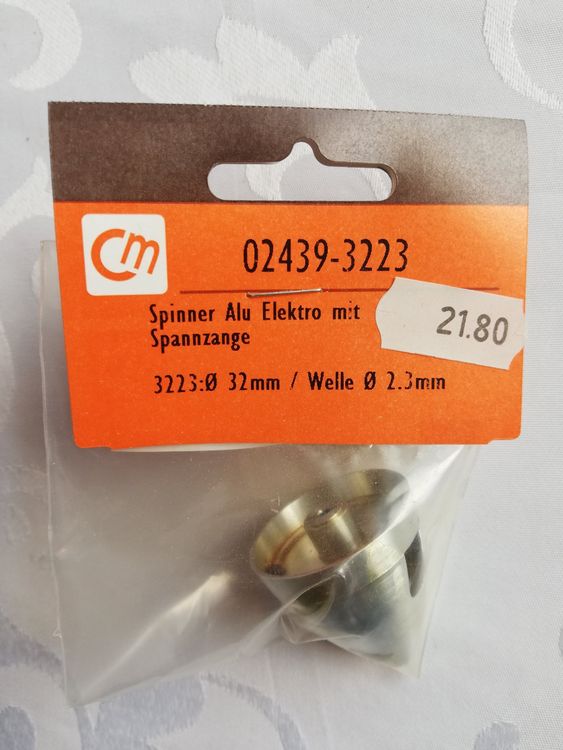 Cm
02439-3223
Spinner Alu Elektro mit
Spannzange
21.80
3223:Ø 32mm / Welle Ø 2.3mm